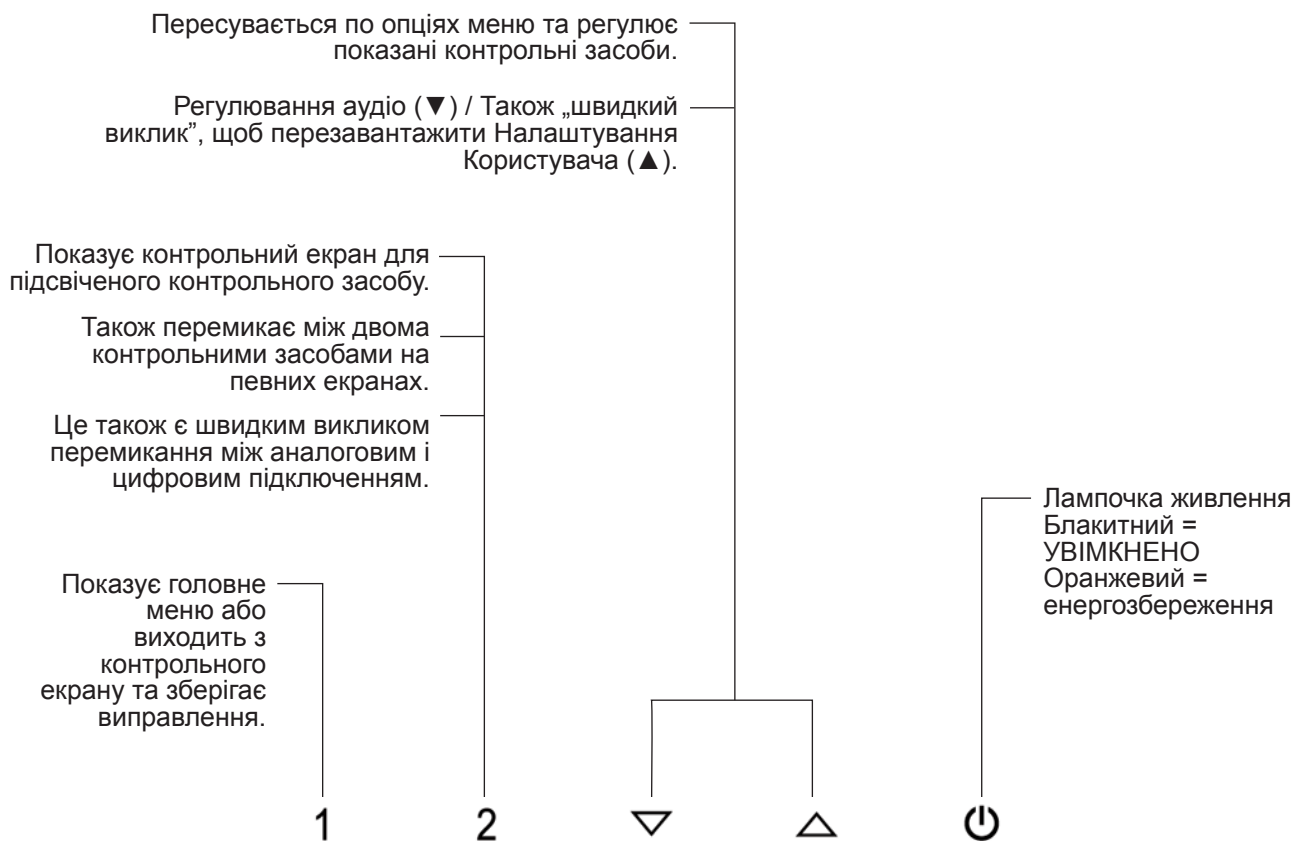 Пересувається по опціях меню та регулює
показані контрольні засоби.
Регулювання аудіо (▼) / Також „швидкий
виклик”, щоб перезавантажити Налаштування
Користувача (▲).
Показує контрольний екран для
підсвіченого контрольного засобу.
Також перемикає між двома
контрольними засобами на
певних екранах.
Це також є швидким викликом
перемикання між аналоговим і
цифровим підключенням.
Лампочка живлення
Блакитний =
УВІМКНЕНО
Оранжевий =
енергозбереження
Показує головне
меню або
виходить з
контрольного
екрану та зберігає
виправлення.
1 2 ▽ △ ⏻